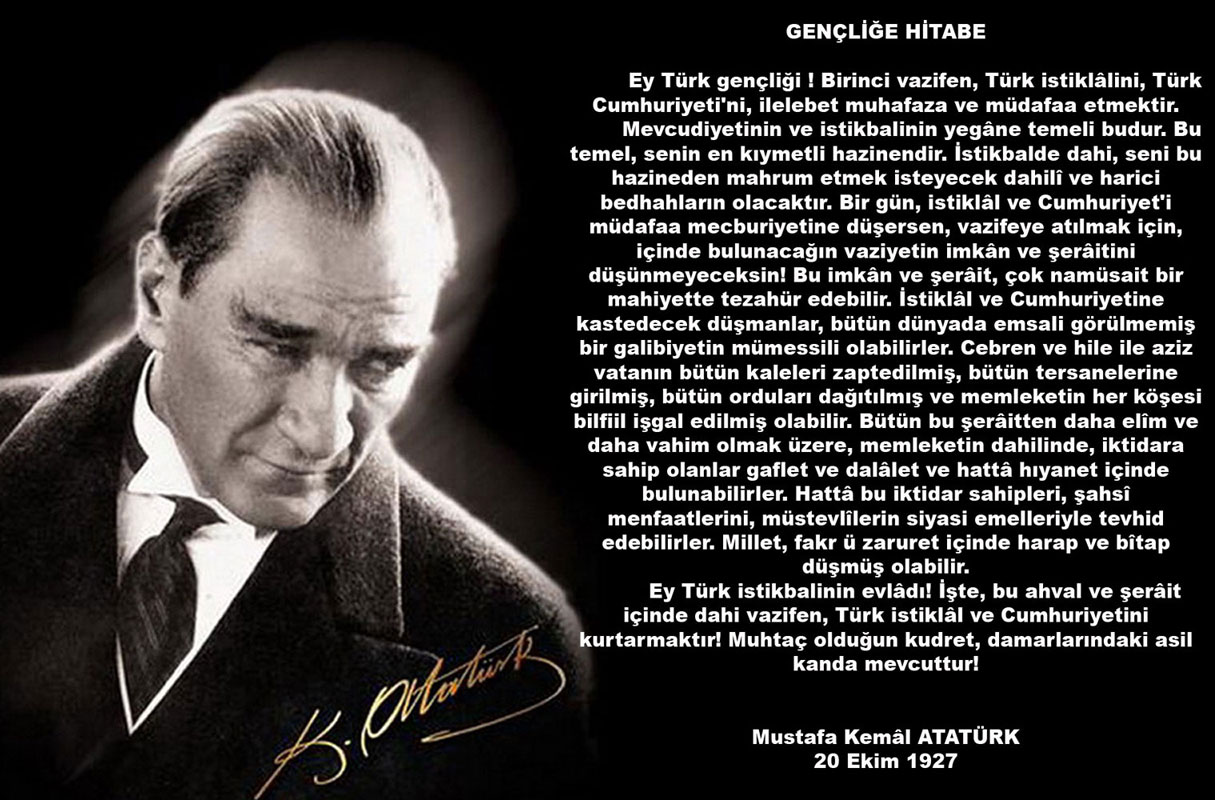 GENÇLİĞE HİTABE
Ey Türk gençliği ! Birinci vazifen, Türk istiklâlini, Türk
Cumhuriyeti'ni, ilelebet muhafaza ve müdafaa etmektir.
Mevcudiyetinin ve istikbalinin yegâne temeli budur. Bu
temel, senin en kıymetli hazinendir. İstikbalde dahi, seni bu
hazineden mahrum etmek isteyecek dahilî ve harici
bedhahların olacaktır. Bir gün, istiklâl ve Cumhuriyet'i
müdafaa mecburiyetine düşersen, vazifeye atılmak için,
içinde bulunacağın vaziyetin imkân ve şerâitini
düşünmeyeceksin! Bu imkân ve şerâit, çok namüsait bir
mahiyette tezahür edebilir. İstiklâl ve Cumhuriyetine
kastedecek düşmanlar, bütün dünyada emsali görülmemiş
bir galibiyetin mümessili olabilirler. Cebren ve hile ile aziz
vatanın bütün kaleleri zaptedilmiş, bütün tersanelerine
girilmiş, bütün orduları dağıtılmış ve memleketin her köşesi
bilfiil işgal edilmiş olabilir. Bütün bu şerâitten daha elîm ve
daha vahim olmak üzere, memleketin dahilinde, iktidara
sahip olanlar gaflet ve dalâlet ve hattâ hıyanet içinde
bulunabilirler. Hattâ bu iktidar sahipleri, şahsî
menfaatlerini, müstevlîlerin siyasi emelleriyle tevhid
edebilirler. Millet, fakr ü zaruret içinde harap ve bîtap
düşmüş olabilir.
Ey Türk istikbalinin evlâdı! İşte, bu ahval ve şerâit
içinde dahi vazifen, Türk istiklâl ve Cumhuriyetini
kurtarmaktır! Muhtaç olduğun kudret, damarlarındaki asil
kanda mevcuttur!
Mustafa Kemâl ATATÜRK
20 Ekim 1927
K. Atatürk